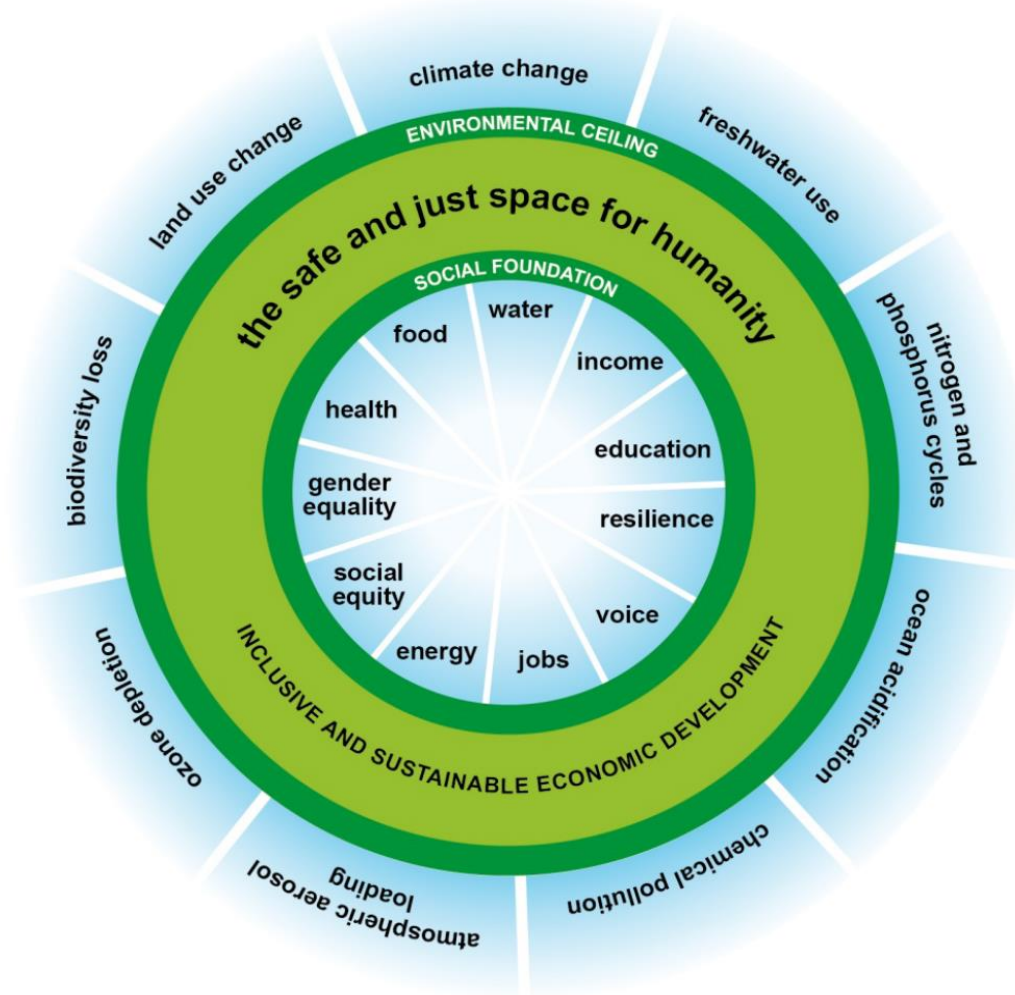 climate change
freshwater use
nitrogen and
phosphorus cycles
ocean acidification
chemical pollution
atmospheric aerosol
loading
ozone depletion
biodiversity loss
land use change
ENVIRONMENTAL CEILING
the safe and just space for humanity
SOCIAL FOUNDATION
water
income
education
resilience
voice
jobs
energy
social
equity
gender
equality
health
food
INCLUSIVE AND SUSTAINABLE ECONOMIC DEVELOPMENT